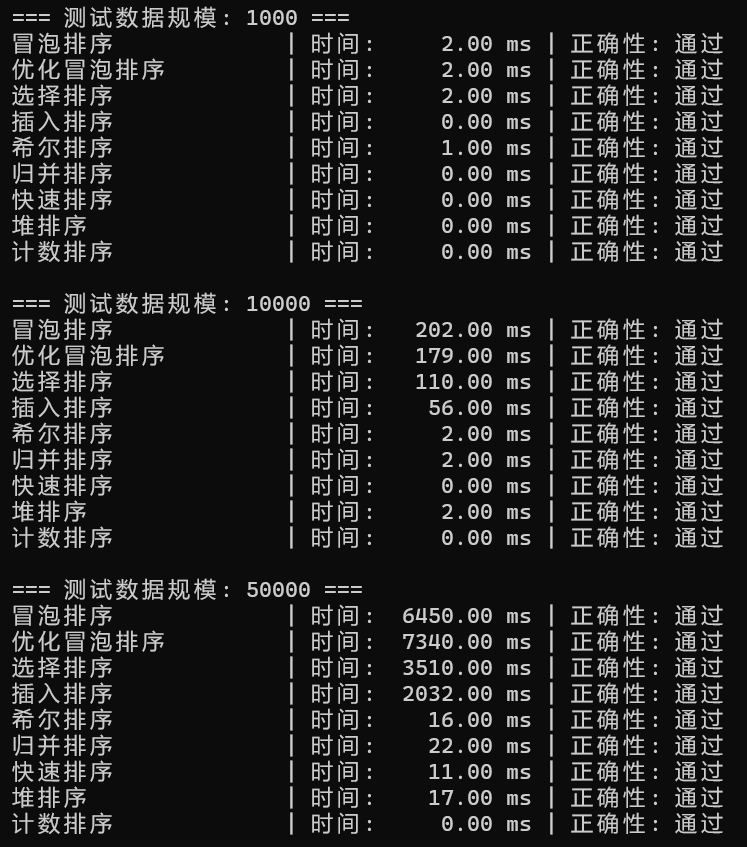 === 测试数据规模: 1000 ===
冒泡排序 | 时间: 2.00 ms | 正确性: 通过
优化冒泡排序 | 时间: 2.00 ms | 正确性: 通过
选择排序 | 时间: 2.00 ms | 正确性: 通过
插入排序 | 时间: 0.00 ms | 正确性: 通过
希尔排序 | 时间: 1.00 ms | 正确性: 通过
归并排序 | 时间: 0.00 ms | 正确性: 通过
快速排序 | 时间: 0.00 ms | 正确性: 通过
堆排序 | 时间: 0.00 ms | 正确性: 通过
计数排序 | 时间: 0.00 ms | 正确性: 通过
=== 测试数据规模: 10000 ===
冒泡排序 | 时间: 202.00 ms | 正确性: 通过
优化冒泡排序 | 时间: 179.00 ms | 正确性: 通过
选择排序 | 时间: 110.00 ms | 正确性: 通过
插入排序 | 时间: 56.00 ms | 正确性: 通过
希尔排序 | 时间: 2.00 ms | 正确性: 通过
归并排序 | 时间: 2.00 ms | 正确性: 通过
快速排序 | 时间: 0.00 ms | 正确性: 通过
堆排序 | 时间: 2.00 ms | 正确性: 通过
计数排序 | 时间: 0.00 ms | 正确性: 通过
=== 测试数据规模: 50000 ===
冒泡排序 | 时间: 6450.00 ms | 正确性: 通过
优化冒泡排序 | 时间: 7340.00 ms | 正确性: 通过
选择排序 | 时间: 3510.00 ms | 正确性: 通过
插入排序 | 时间: 2032.00 ms | 正确性: 通过
希尔排序 | 时间: 16.00 ms | 正确性: 通过
归并排序 | 时间: 22.00 ms | 正确性: 通过
快速排序 | 时间: 11.00 ms | 正确性: 通过
堆排序 | 时间: 17.00 ms | 正确性: 通过
计数排序 | 时间: 0.00 ms | 正确性: 通过